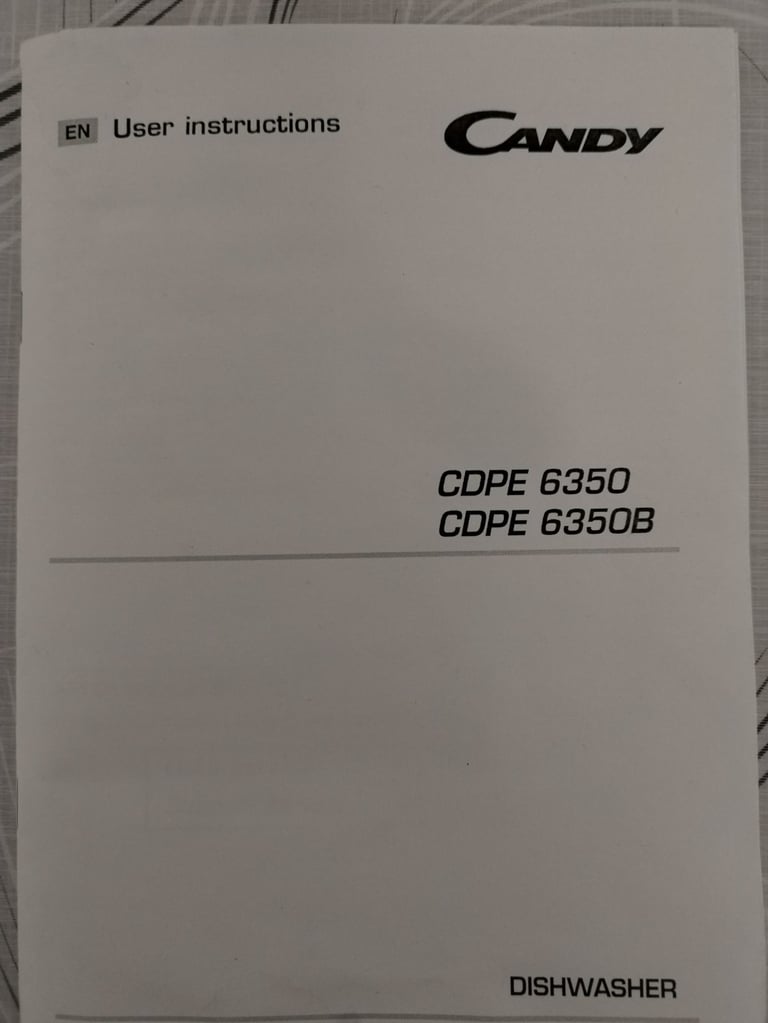 EN User instructions
CANDY
CDPE 6350
CDPE 6350B
DISHWASHER